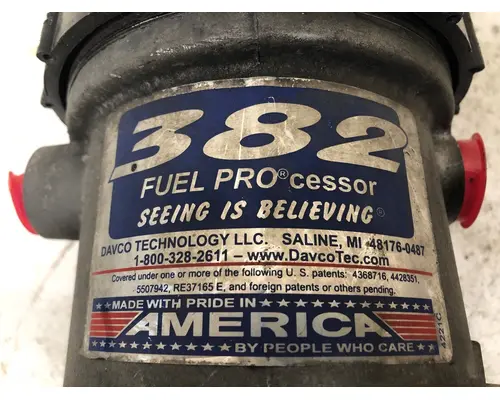 382
FUEL PRO®cessor
SEEING IS BELIEVING®
DAVCO TECHNOLOGY LLC. SALINE, MI 48176-0487
1-800-328-2611 – www.DavcoTec.com
Covered under one or more of the following U.S. patents: 4368716, 4428351,
5507942, RE37165 E, and foreign patents or others pending.
MADE WITH PRIDE IN
AMERICA
BY PEOPLE WHO CARE
4221C